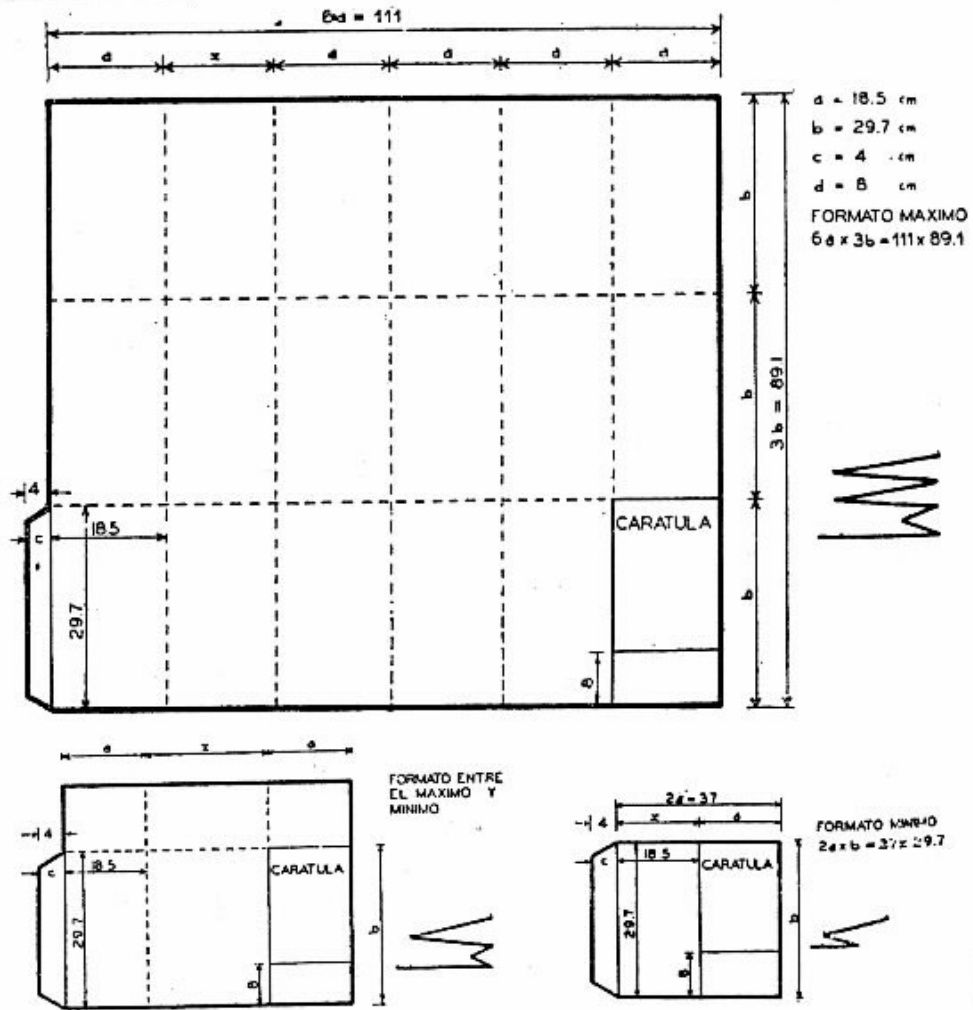 6×a = 111
a x a a a a
a = 18.5 cm
b = 29.7 cm
c = 4 cm
d = 8 cm
FORMATO MAXIMO
6a x 3b = 111 x 89.1
b
b
b
3b = 89.1
4
c
18.5
29.7
CARATULA
8
a x a
FORMATO ENTRE
EL MAXIMO Y
MINIMO
4
c
18.5
29.7
CARATULA
8
b
2a = 37
4
x a
c
18.5
29.7
CARATULA
8
b
FORMATO MINIMO
2a x b = 37 x 29.7